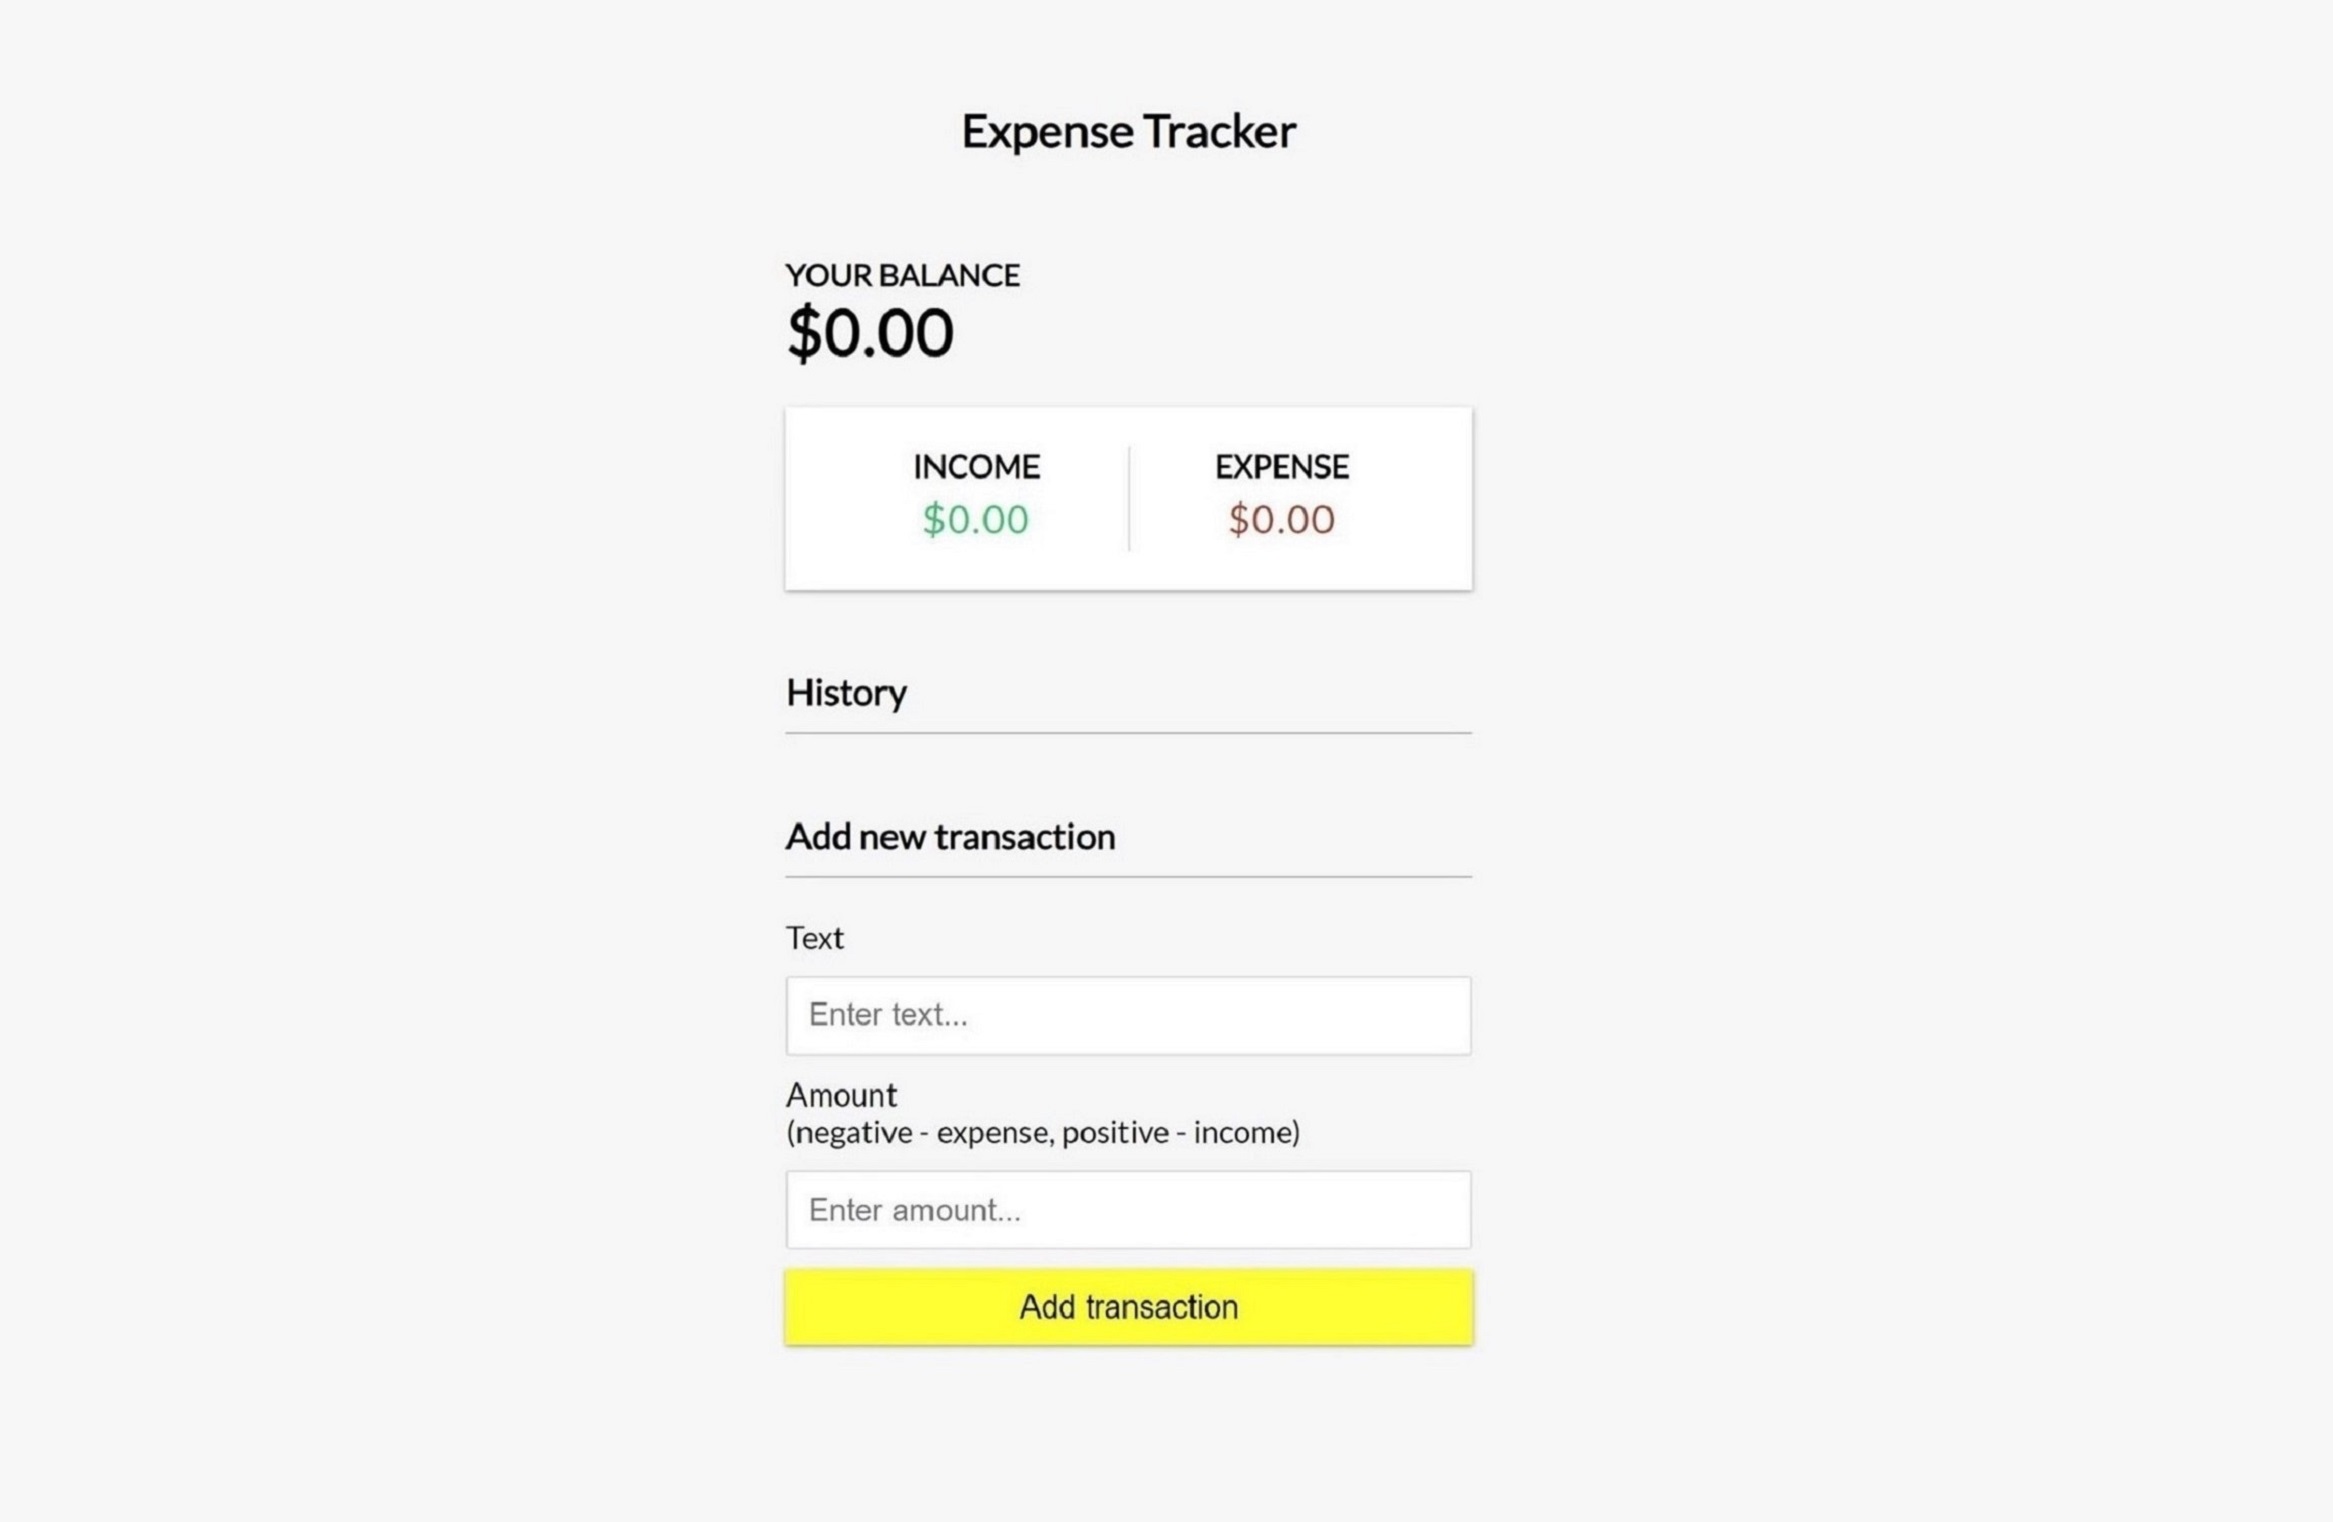 Expense Tracker
YOUR BALANCE
$0.00
INCOME
EXPENSE
$0.00
$0.00
History
Add new transaction
Text
Enter text...
Amount
(negative - expense, positive - income)
Enter amount...
Add transaction